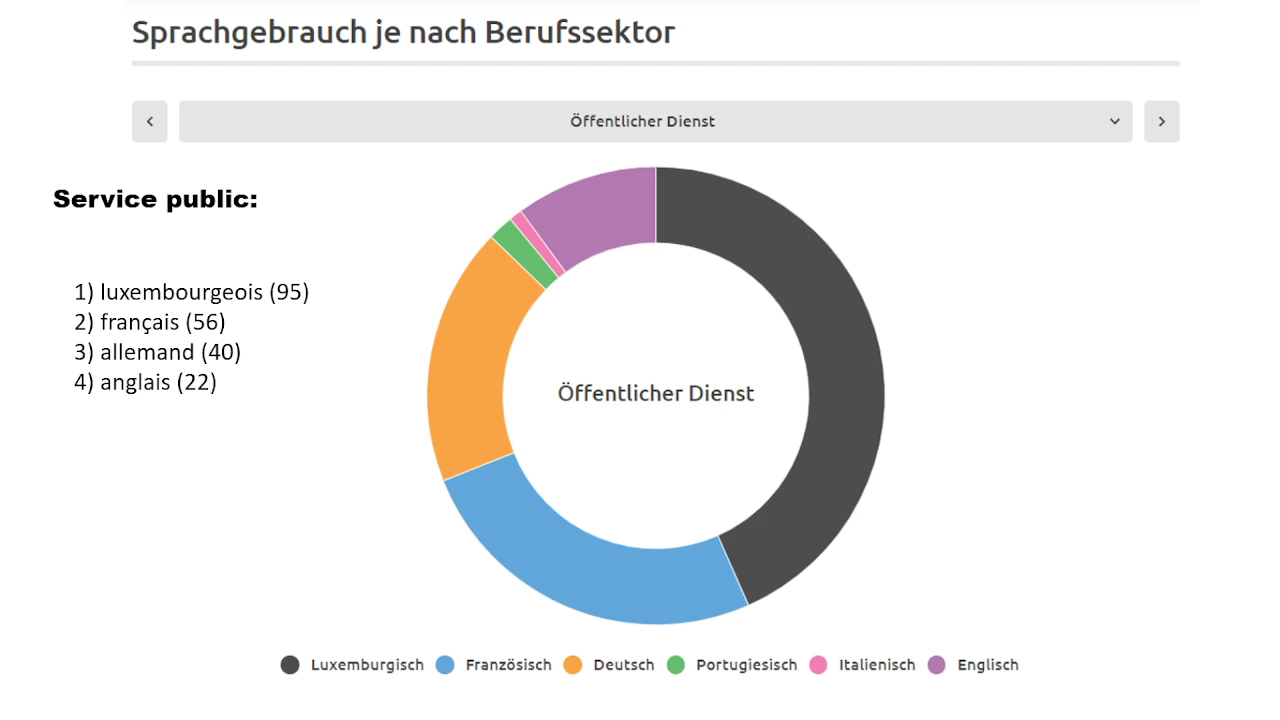 Sprachgebrauch je nach Berufssektor
Öffentlicher Dienst
Service public:
1) luxembourgeois (95)
2) français (56)
3) allemand (40)
4) anglais (22)
Öffentlicher Dienst
Luxemburgisch Französisch Deutsch Portugiesisch Italienisch Englisch